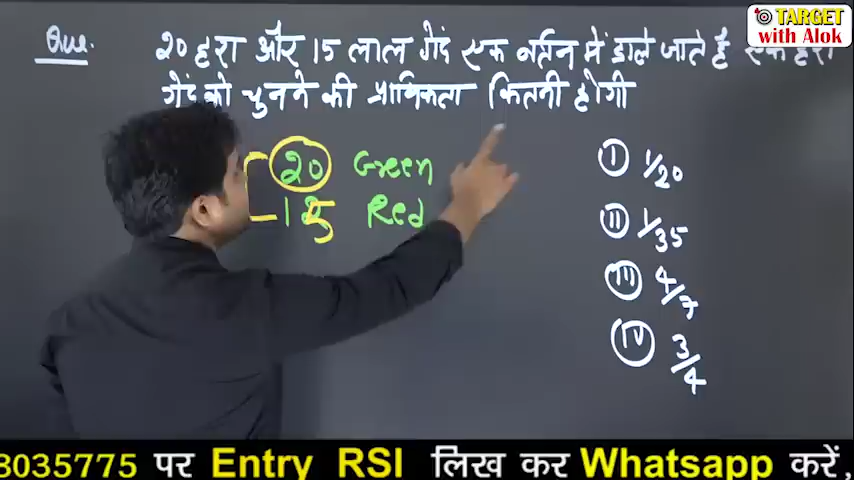 TARGET
with Alok
Que. 20 हरा और 15 लाल गेंद एक बर्तन में डाले जाते है एक हरा
गेंद को चुनने की प्रायिकता कितनी होगी
20 Green
15 Red
I 1/20
II 1/35
III 4/7
IV 3/4
8035775 पर Entry RSI लिख कर Whatsapp करें,